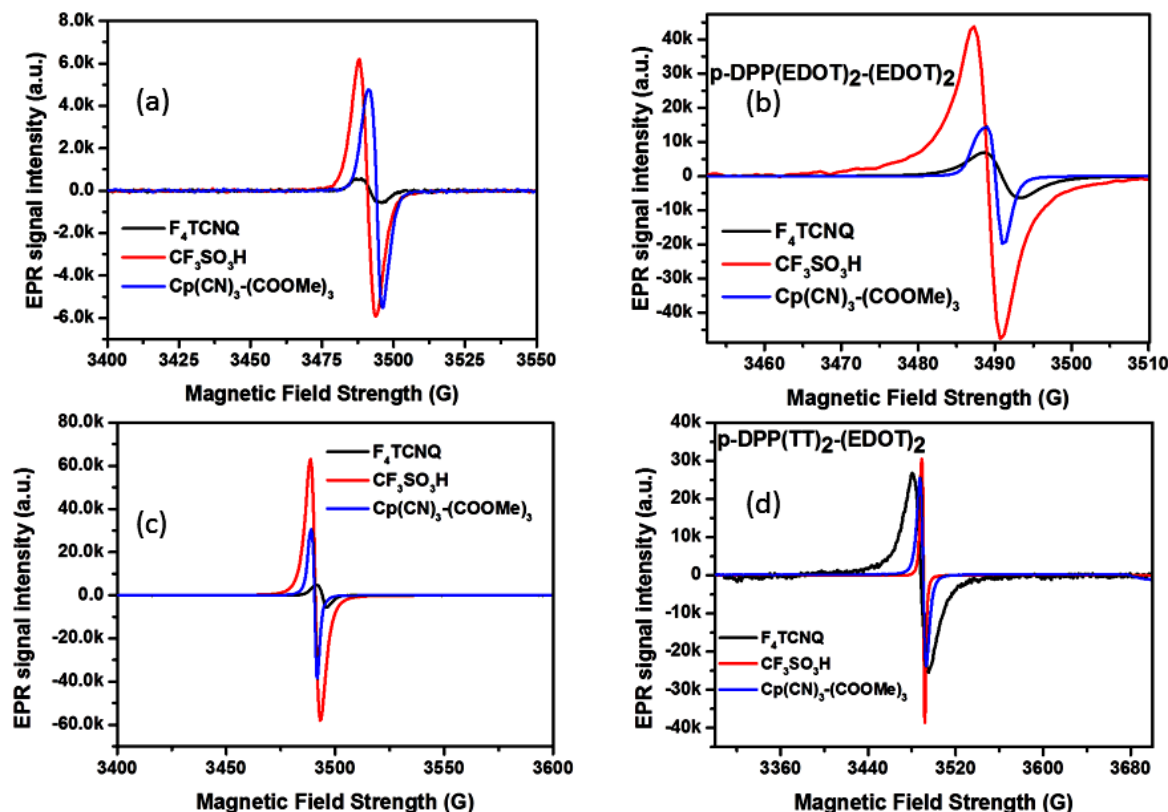 8.0k
6.0k
4.0k
2.0k
0.0
-2.0k
-4.0k
-6.0k
EPR signal intensity (a.u.)
(a)
F₄TCNQ
CF₃SO₃H
Cp(CN)₃-(COOMe)₃
3400 3425 3450 3475 3500 3525 3550
Magnetic Field Strength (G)
40k
30k
20k
10k
0
-10k
-20k
-30k
-40k
EPR signal intensity (a.u.)
p-DPP(EDOT)₂-(EDOT)₂
(b)
F₄TCNQ
CF₃SO₃H
Cp(CN)₃-(COOMe)₃
3460 3470 3480 3490 3500 3510
Magnetic Field Strength (G)
80.0k
60.0k
40.0k
20.0k
0.0
-20.0k
-40.0k
-60.0k
EPR signal intensity (a.u.)
(c)
F₄TCNQ
CF₃SO₃H
Cp(CN)₃-(COOMe)₃
3400 3450 3500 3550 3600
Magnetic Field Strength (G)
40k
30k
20k
10k
0
-10k
-20k
-30k
-40k
EPR signal intensity (a.u.)
p-DPP(TT)₂-(EDOT)₂
(d)
F₄TCNQ
CF₃SO₃H
Cp(CN)₃-(COOMe)₃
3360 3440 3520 3600 3680
Magnetic Field Strength (G)